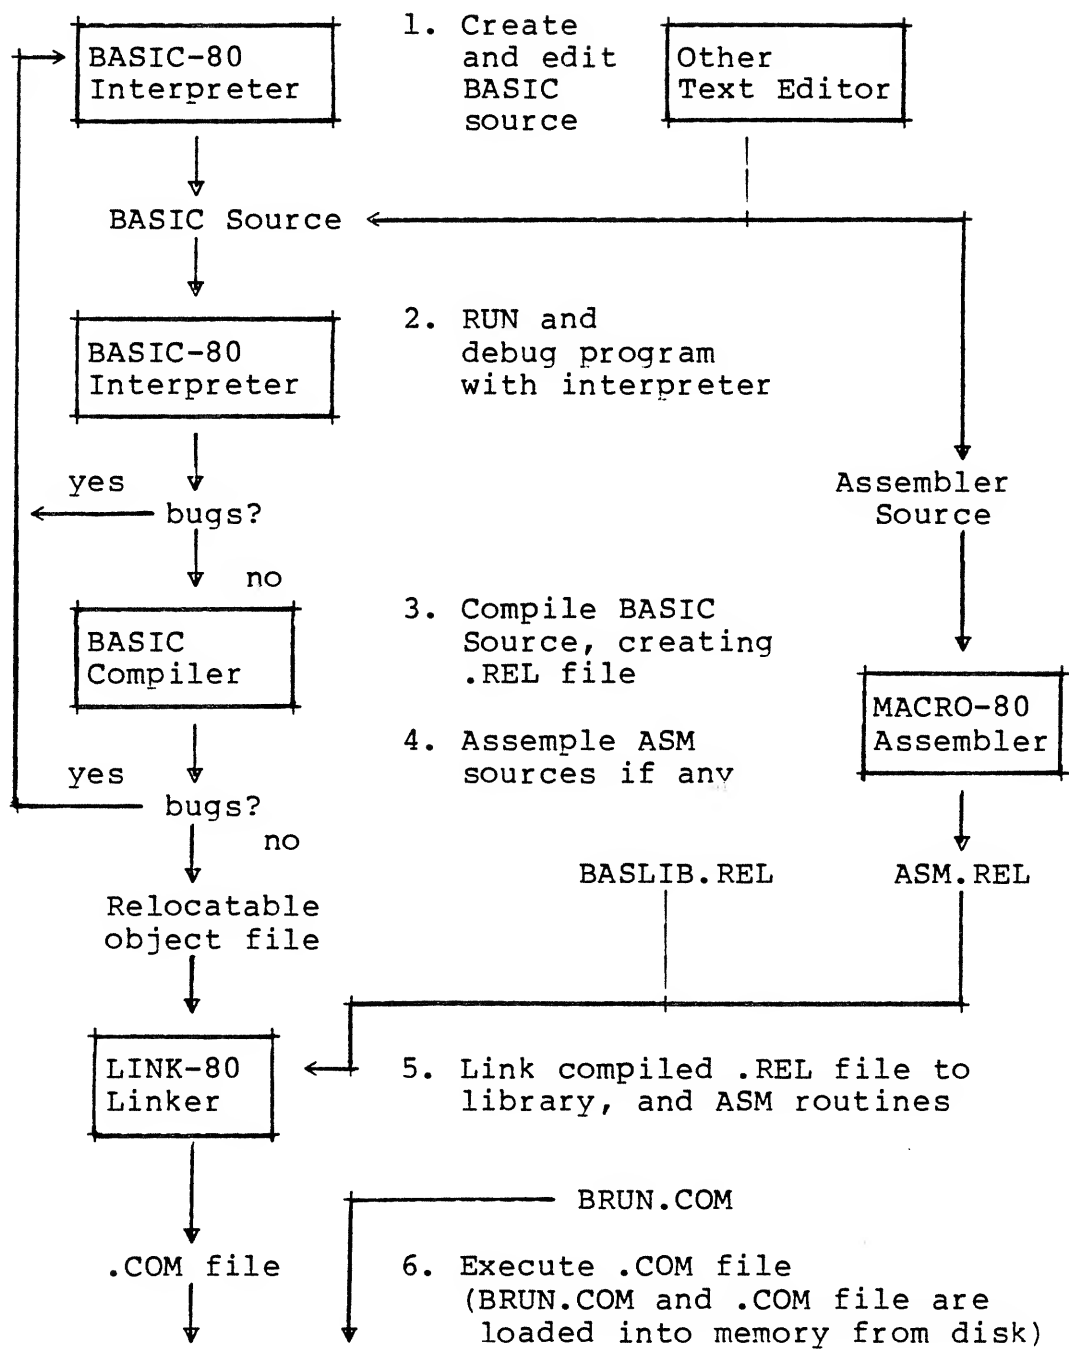 BASIC-80
Interpreter
1. Create
and edit
BASIC
source
Other
Text Editor
BASIC Source
BASIC-80
Interpreter
2. RUN and
debug program
with interpreter
yes
bugs?
no
Assembler
Source
BASIC
Compiler
3. Compile BASIC
Source, creating
.REL file
MACRO-80
Assembler
4. Assemple ASM
sources if any
yes
bugs?
no
BASLIB.REL
ASM.REL
Relocatable
object file
LINK-80
Linker
5. Link compiled .REL file to
library, and ASM routines
BRUN.COM
.COM file
6. Execute .COM file
(BRUN.COM and .COM file are
loaded into memory from disk)